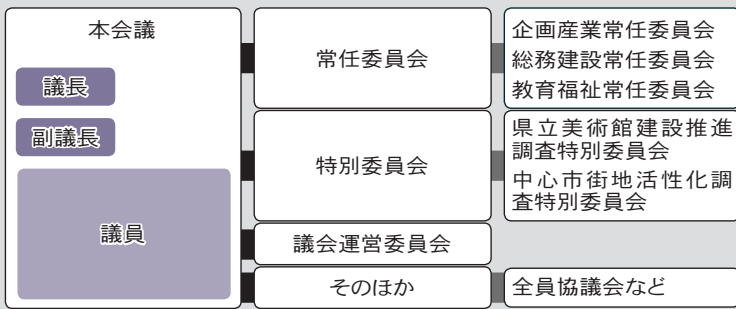 本会議
議長
副議長
議員
常任委員会
企画産業常任委員会
総務建設常任委員会
教育福祉常任委員会
特別委員会
県立美術館建設推進
調査特別委員会
中心市街地活性化調
査特別委員会
議会運営委員会
そのほか
全員協議会など